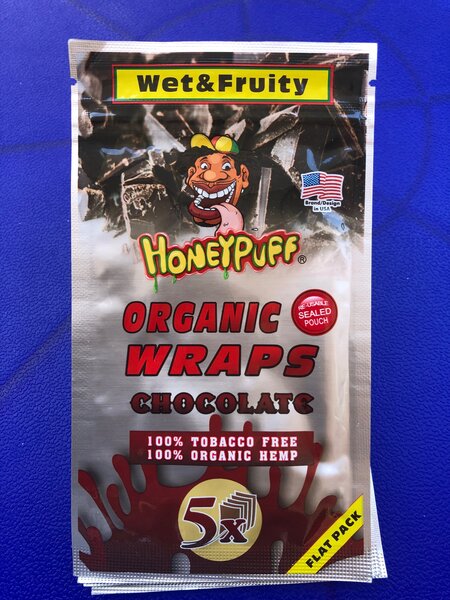 Wet&Fruity
Brand/Design
in USA
HONEYPUFF®
ORGANIC
RE-USABLE
SEALED
POUCH
WRAPS
CHOCOLATE
100% TOBACCO FREE
100% ORGANIC HEMP
5x
FLAT PACK